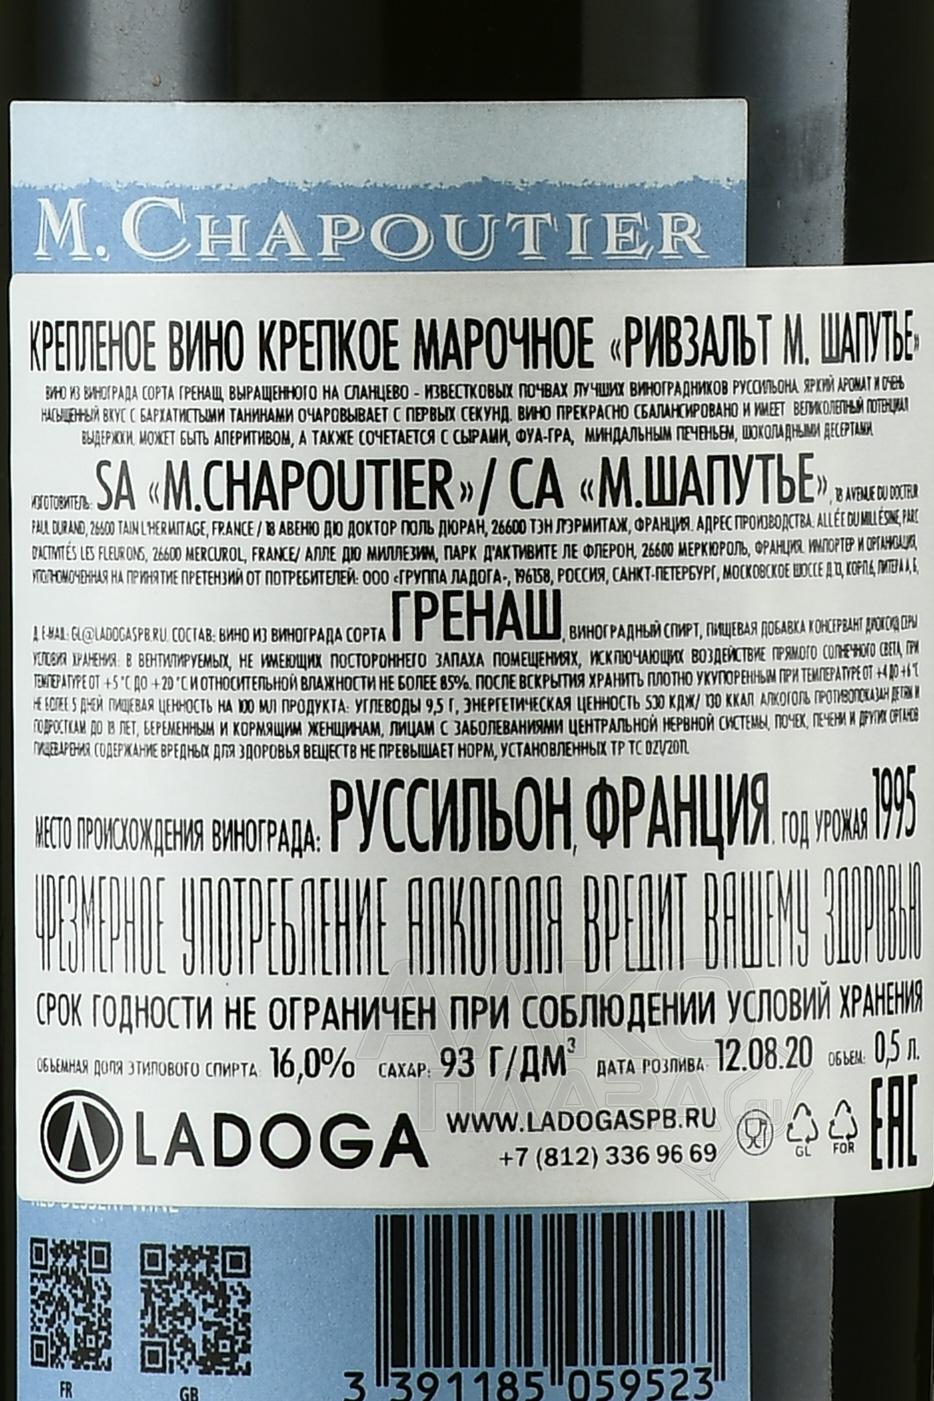 M. CHAPOUTIER
КРЕПЛЕНОЕ ВИНО КРЕПКОЕ МАРОЧНОЕ «РИВЗАЛЬТ М. ШАПУТЬЕ»
ВИНО ИЗ ВИНОГРАДА СОРТА ГРЕНАШ, ВЫРАЩЕННОГО НА СЛАНЦЕВО - ИЗВЕСТКОВЫХ ПОЧВАХ ЛУЧШИХ ВИНОГРАДНИКОВ РУССИЛЬОНА. ЯРКИЙ АРОМАТ И ОЧЕНЬ
НАСЫЩЕННЫЙ ВКУС С БАРХАТИСТЫМИ ТАНИНАМИ ОЧАРОВЫВАЕТ С ПЕРВЫХ СЕКУНД. ВИНО ПРЕКРАСНО СБАЛАНСИРОВАНО И ИМЕЕТ ВЕЛИКОЛЕПНЫЙ ПОТЕНЦИАЛ
ВЫДЕРЖКИ. МОЖЕТ БЫТЬ АПЕРИТИВОМ, А ТАКЖЕ СОЧЕТАЕТСЯ С СЫРАМИ, ФУА-ГРА, МИНДАЛЬНЫМ ПЕЧЕНЬЕМ, ШОКОЛАДНЫМИ ДЕСЕРТАМИ.
ИЗГОТОВИТЕЛЬ: SA «M.CHAPOUTIER»/ СА «М.ШАПУТЬЕ», 18 AVENUE DU DOCTEUR
PAUL DURAND, 26600 TAIN L'HERMITAGE, FRANCE / 18 АВЕНЮ ДЮ ДОКТОР ПОЛЬ ДЮРАН, 26600 ТЭН Л'ЭРМИТАЖ, ФРАНЦИЯ. АДРЕС ПРОИЗВОДСТВА: ALLÉE DU MILLÉSINE, PARC
D'ACTIVITÉS LES FLEURONS, 26600 MERCUROL, FRANCE/ АЛЛЕ ДЮ МИЛЛЕЗИМ, ПАРК Д'АКТИВИТЕ ЛЕ ФЛЕРОН, 26600 МЕРКЮРОЛЬ, ФРАНЦИЯ. ИМПОРТЕР И ОРГАНИЗАЦИЯ,
УПОЛНОМОЧЕННАЯ НА ПРИНЯТИЕ ПРЕТЕНЗИЙ ОТ ПОТРЕБИТЕЛЕЙ: ООО «ГРУППА ЛАДОГА», 196158, РОССИЯ, САНКТ-ПЕТЕРБУРГ, МОСКОВСКОЕ ШОССЕ Д.13, КОРП.6, ЛИТЕРА А, Б,
Д. E-MAIL: GL@LADOGASPB.RU. СОСТАВ: ВИНО ИЗ ВИНОГРАДА СОРТА ГРЕНАШ, ВИНОГРАДНЫЙ СПИРТ, ПИЩЕВАЯ ДОБАВКА КОНСЕРВАНТ ДИОКСИД СЕРЫ
УСЛОВИЯ ХРАНЕНИЯ: В ВЕНТИЛИРУЕМЫХ, НЕ ИМЕЮЩИХ ПОСТОРОННЕГО ЗАПАХА ПОМЕЩЕНИЯХ, ИСКЛЮЧАЮЩИХ ВОЗДЕЙСТВИЕ ПРЯМОГО СОЛНЕЧНОГО СВЕТА, ПРИ
ТЕМПЕРАТУРЕ ОТ +5 °С ДО +20 °С И ОТНОСИТЕЛЬНОЙ ВЛАЖНОСТИ НЕ БОЛЕЕ 85%. ПОСЛЕ ВСКРЫТИЯ ХРАНИТЬ ПЛОТНО УКУПОРЕННЫМ ПРИ ТЕМПЕРАТУРЕ ОТ +4 ДО +6 °С
НЕ БОЛЕЕ 5 ДНЕЙ. ПИЩЕВАЯ ЦЕННОСТЬ НА 100 МЛ ПРОДУКТА: УГЛЕВОДЫ 9,5 Г, ЭНЕРГЕТИЧЕСКАЯ ЦЕННОСТЬ 530 КДЖ/ 130 ККАЛ. АЛКОГОЛЬ ПРОТИВОПОКАЗАН ДЕТЯМ И
ПОДРОСТКАМ ДО 18 ЛЕТ, БЕРЕМЕННЫМ И КОРМЯЩИМ ЖЕНЩИНАМ, ЛИЦАМ С ЗАБОЛЕВАНИЯМИ ЦЕНТРАЛЬНОЙ НЕРВНОЙ СИСТЕМЫ, ПОЧЕК, ПЕЧЕНИ И ДРУГИХ ОРГАНОВ
ПИЩЕВАРЕНИЯ. СОДЕРЖАНИЕ ВРЕДНЫХ ДЛЯ ЗДОРОВЬЯ ВЕЩЕСТВ НЕ ПРЕВЫШАЕТ НОРМ, УСТАНОВЛЕННЫХ ТР ТС 021/2011.
МЕСТО ПРОИСХОЖДЕНИЯ ВИНОГРАДА: РУССИЛЬОН, ФРАНЦИЯ. ГОД УРОЖАЯ 1995
ЧРЕЗМЕРНОЕ УПОТРЕБЛЕНИЕ АЛКОГОЛЯ ВРЕДИТ ВАШЕМУ ЗДОРОВЬЮ
СРОК ГОДНОСТИ НЕ ОГРАНИЧЕН ПРИ СОБЛЮДЕНИИ УСЛОВИЙ ХРАНЕНИЯ
ОБЪЕМНАЯ ДОЛЯ ЭТИЛОВОГО СПИРТА: 16,0% САХАР: 93 Г/ДМ³ ДАТА РОЗЛИВА: 12.08.20 ОБЪЕМ: 0,5 Л.
LADOGA
WWW.LADOGASPB.RU
+7 (812) 336 96 69
GL
FOR
EAC
АЛКО
ПЛАЗА.ru
RED DESSERT WINE
FR
GB
3 391185 059523